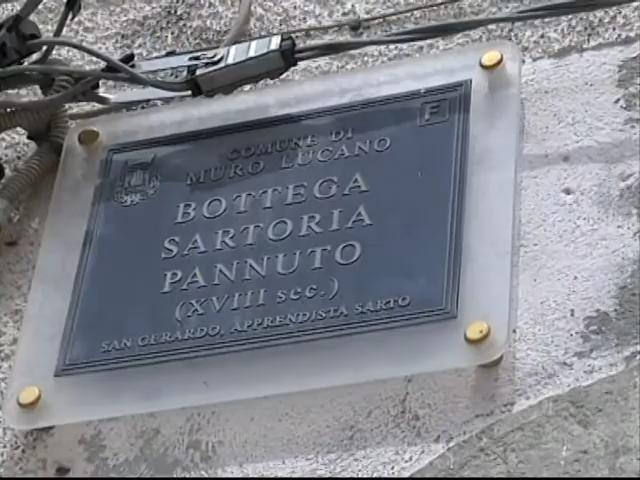 F
COMUNE DI
MURO LUCANO
BOTTEGA
SARTORIA
PANNUTO
(XVIII sec.)
SAN GERARDO, APPRENDISTA SARTO